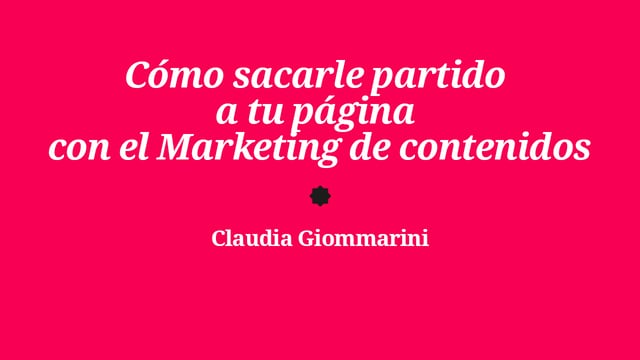 Cómo sacarle partido
a tu página
con el Marketing de contenidos
Claudia Giommarini